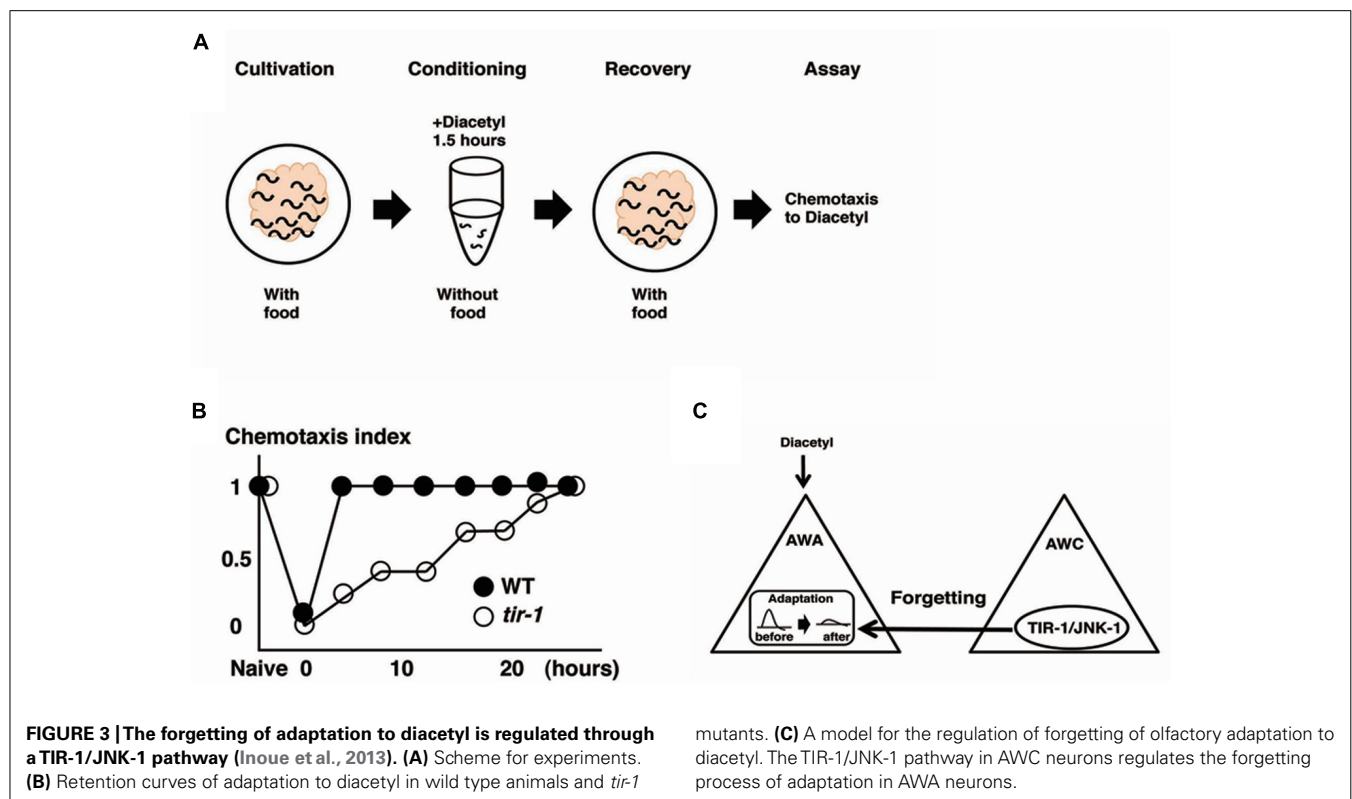 A
Cultivation Conditioning Recovery Assay
+Diacetyl
1.5 hours
Chemotaxis
to Diacetyl
With
food
Without
food
With
food
B
Chemotaxis index
1
0.5
0
WT
tir-1
Naive 0 10 20 (hours)
C
Diacetyl
AWA
AWC
Adaptation
before after
Forgetting
TIR-1/JNK-1
FIGURE 3 | The forgetting of adaptation to diacetyl is regulated through
a TIR-1/JNK-1 pathway (Inoue et al., 2013). (A) Scheme for experiments.
(B) Retention curves of adaptation to diacetyl in wild type animals and tir-1
mutants. (C) A model for the regulation of forgetting of olfactory adaptation to
diacetyl. The TIR-1/JNK-1 pathway in AWC neurons regulates the forgetting
process of adaptation in AWA neurons.